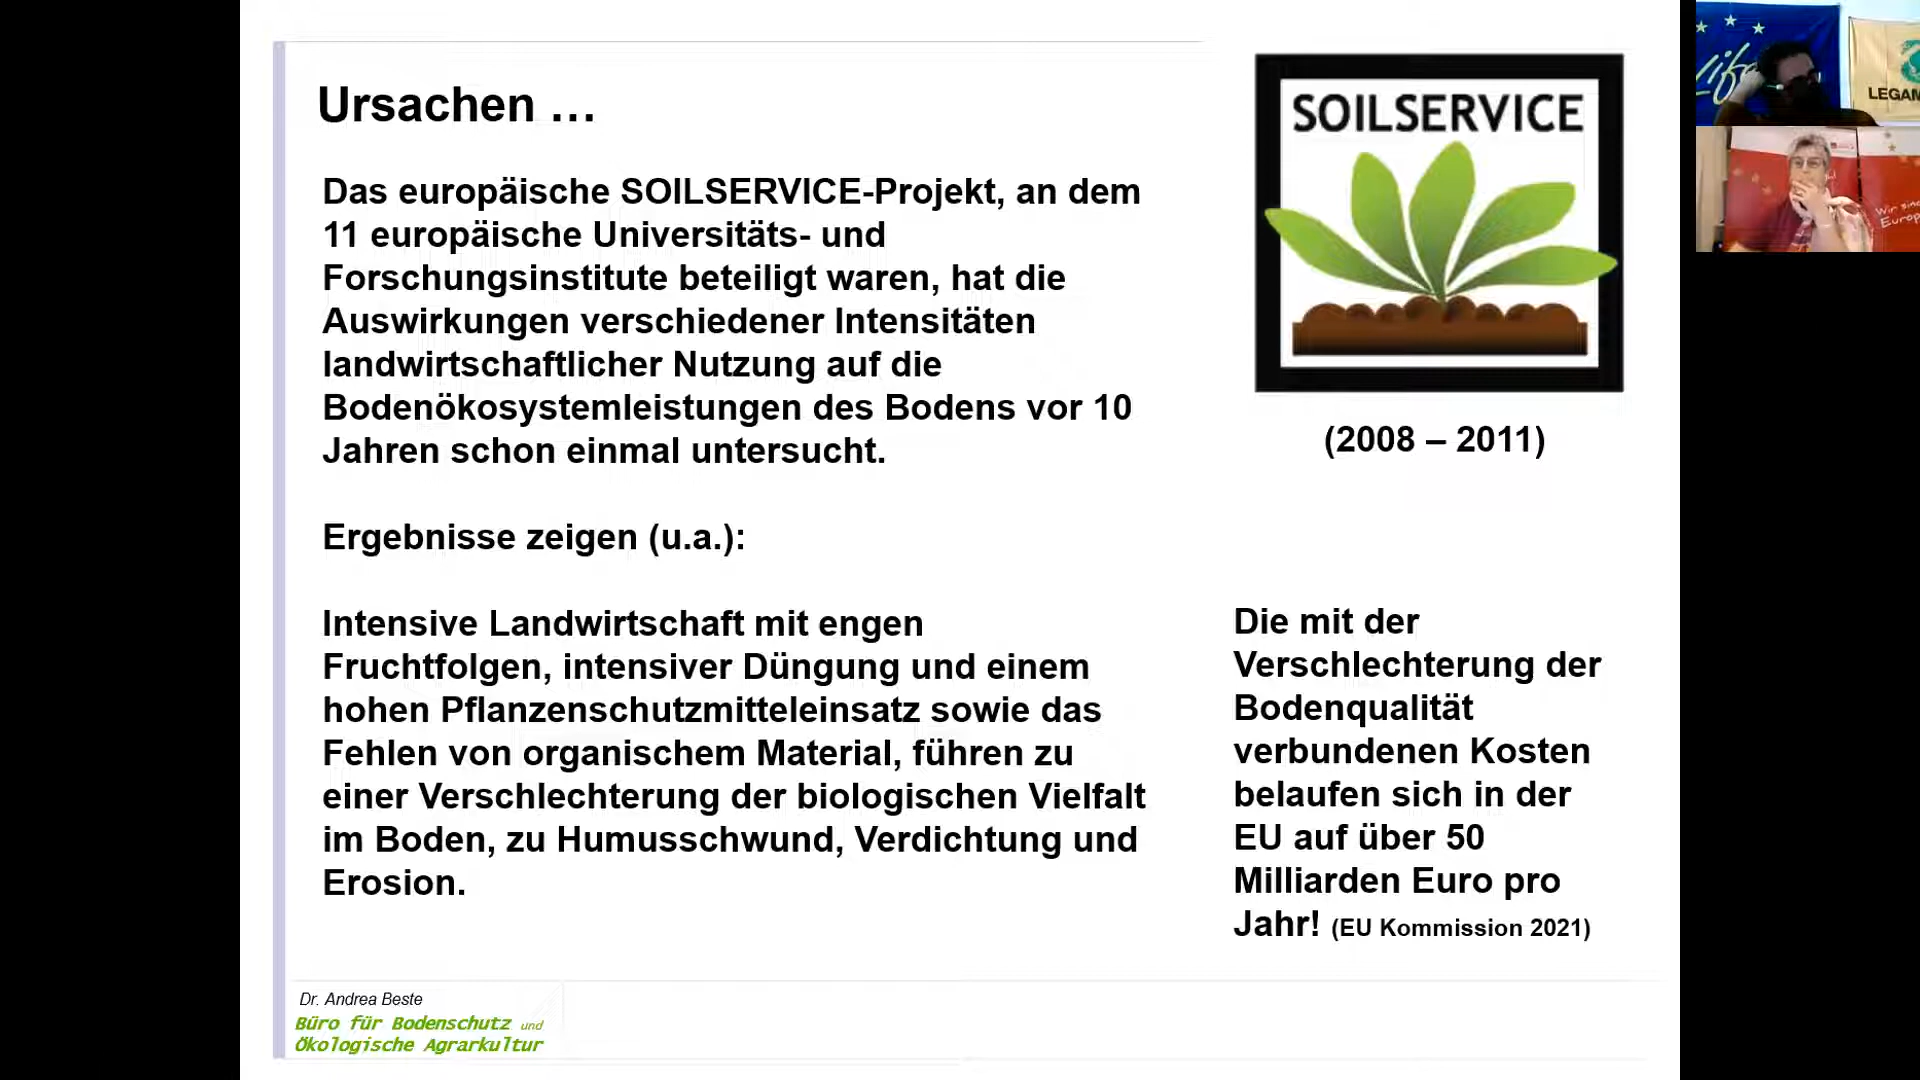 Ursachen …
Das europäische SOILSERVICE-Projekt, an dem
11 europäische Universitäts- und
Forschungsinstitute beteiligt waren, hat die
Auswirkungen verschiedener Intensitäten
landwirtschaftlicher Nutzung auf die
Bodenökosystemleistungen des Bodens vor 10
Jahren schon einmal untersucht.
Ergebnisse zeigen (u.a.):
Intensive Landwirtschaft mit engen
Fruchtfolgen, intensiver Düngung und einem
hohen Pflanzenschutzmitteleinsatz sowie das
Fehlen von organischem Material, führen zu
einer Verschlechterung der biologischen Vielfalt
im Boden, zu Humusschwund, Verdichtung und
Erosion.
SOILSERVICE
(2008 – 2011)
Die mit der
Verschlechterung der
Bodenqualität
verbundenen Kosten
belaufen sich in der
EU auf über 50
Milliarden Euro pro
Jahr! (EU Kommission 2021)
Dr. Andrea Beste
Büro für Bodenschutz und
Ökologische Agrarkultur
LEGAM
Wir sind
Europ